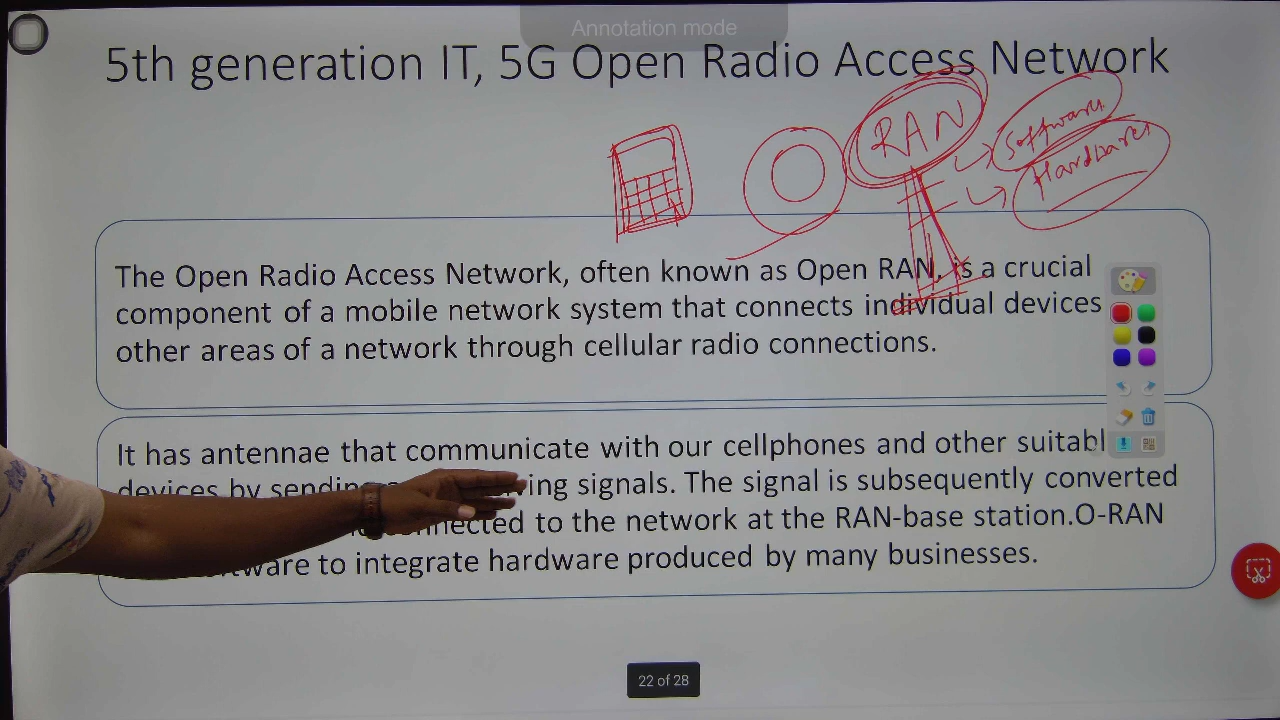 Annotation mode
5th generation IT, 5G Open Radio Access Network
RAN
Software
Hardware
The Open Radio Access Network, often known as Open RAN, is a crucial
component of a mobile network system that connects individual devices
other areas of a network through cellular radio connections.
It has antennae that communicate with our cellphones and other suitabl
devices by sending ving signals. The signal is subsequently converted
nnected to the network at the RAN-base station.O-RAN
tware to integrate hardware produced by many businesses.
22 of 28